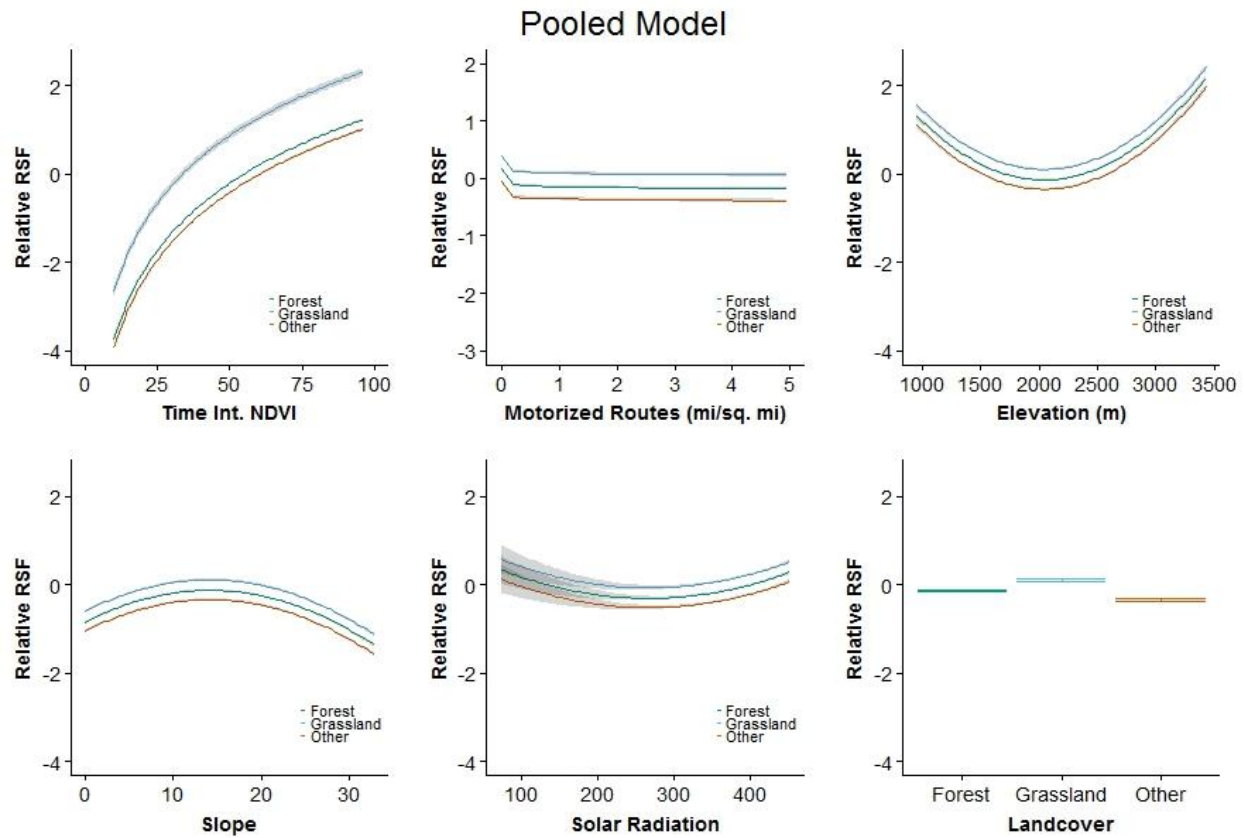 Pooled Model
Relative RSF
2
0
-2
-4
Forest
Grassland
Other
0 25 50 75 100
Time Int. NDVI
Relative RSF
2
1
0
-1
-2
-3
Forest
Grassland
Other
0 1 2 3 4 5
Motorized Routes (mi/sq. mi)
Relative RSF
2
0
-2
-4
Forest
Grassland
Other
1000 1500 2000 2500 3000 3500
Elevation (m)
Relative RSF
2
0
-2
-4
Forest
Grassland
Other
0 10 20 30
Slope
Relative RSF
2
0
-2
-4
Forest
Grassland
Other
100 200 300 400
Solar Radiation
Relative RSF
2
0
-2
-4
Forest Grassland Other
Landcover